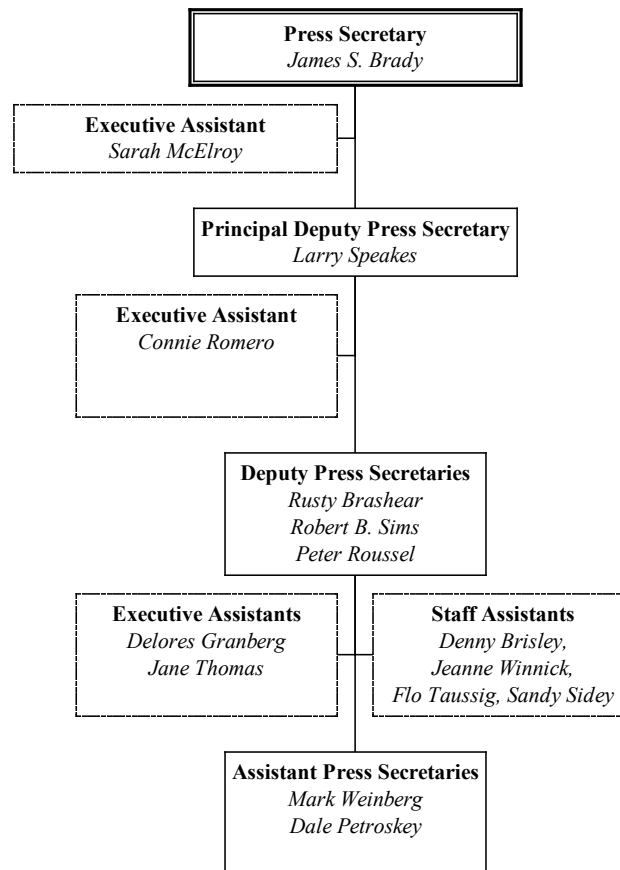 Press Secretary
James S. Brady
Executive Assistant
Sarah McElroy
Principal Deputy Press Secretary
Larry Speakes
Executive Assistant
Connie Romero
Deputy Press Secretaries
Rusty Brashear
Robert B. Sims
Peter Roussel
Executive Assistants
Delores Granberg
Jane Thomas
Staff Assistants
Denny Brisley,
Jeanne Winnick,
Flo Taussig, Sandy Sidey
Assistant Press Secretaries
Mark Weinberg
Dale Petroskey